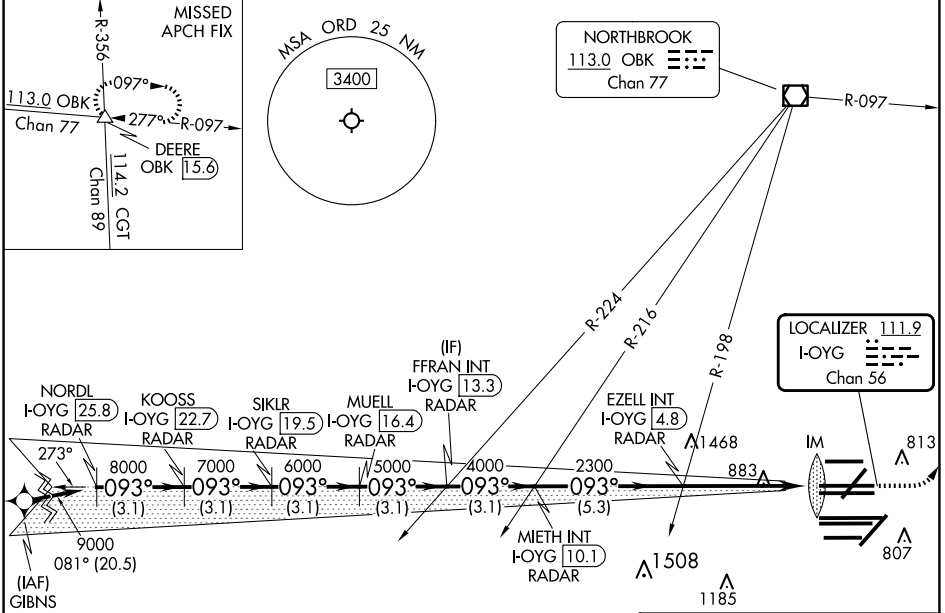 MISSED
APCH FIX
R-356
097°
113.0 OBK
Chan 77
277°
R-097
DEERE
OBK 15.6
114.2 CGT
Chan 89
MSA ORD 25 NM
3400
NORTHBROOK
113.0 OBK
Chan 77
R-097
R-224
R-216
R-198
LOCALIZER 111.9
I-OYG
Chan 56
(IF)
FFRAN INT
I-OYG 13.3
RADAR
NORDL
I-OYG 25.8
RADAR
KOOSS
I-OYG 22.7
RADAR
SIKLR
I-OYG 19.5
RADAR
MUELL
I-OYG 16.4
RADAR
EZELL INT
I-OYG 4.8
RADAR
1468
IM
813
273°
8000
093°
(3.1)
7000
093°
(3.1)
6000
093°
(3.1)
5000
093°
(3.1)
4000
093°
(3.1)
2300
093°
(5.3)
883
9000
081° (20.5)
(IAF)
GIBNS
MIETH INT
I-OYG 10.1
RADAR
1508
1185
807